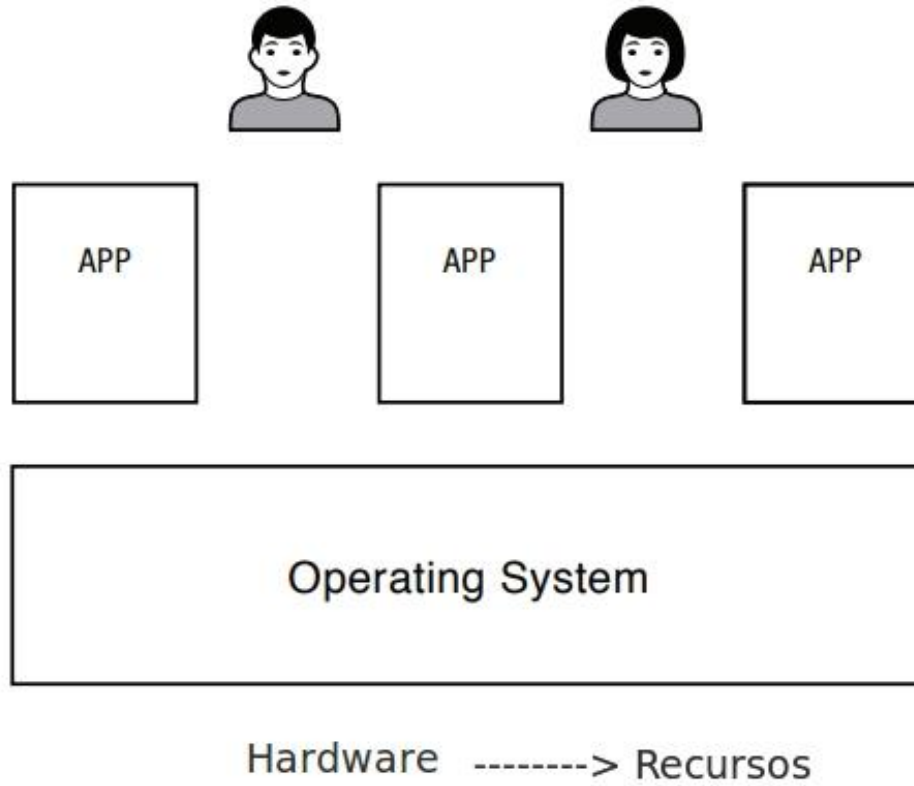 APP APP APP
Operating System
Hardware --------> Recursos